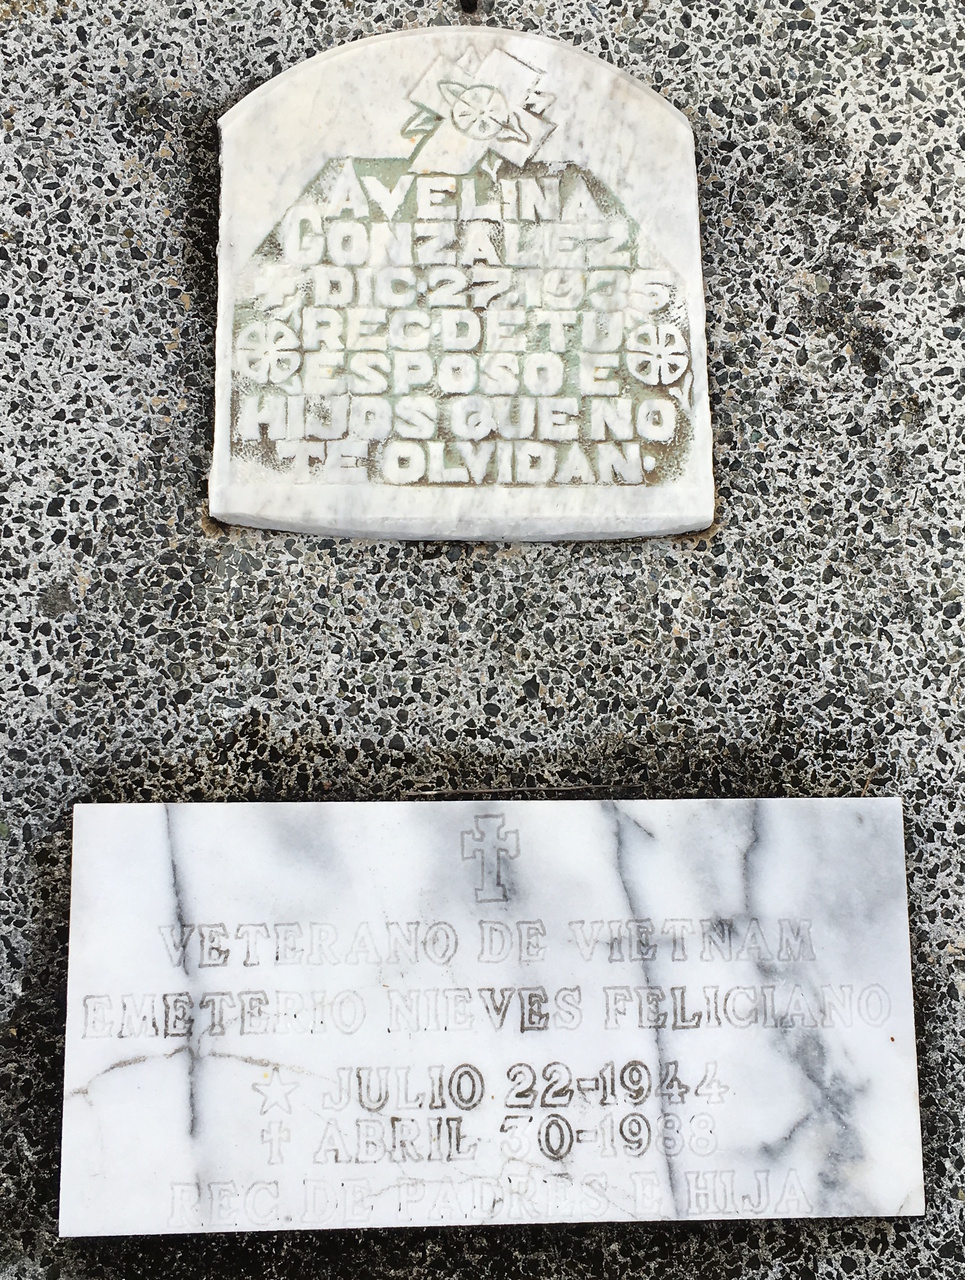 AVELINA
GONZALEZ
✝ DIC 27, 1935
REC DE TU
ESPOSO E
HIJOS QUE NO
TE OLVIDAN.
VETERANO DE VIETNAM
EMETERIO NIEVES FELICIANO
☆ JULIO 22-1944
✝ ABRIL 30-1988
REC. DE PADRES E HIJA